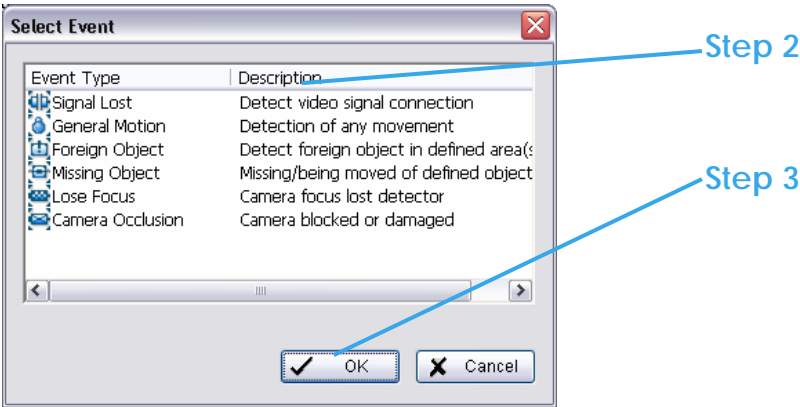 Select Event
Step 2
Event Type Description
Signal Lost Detect video signal connection
General Motion Detection of any movement
Foreign Object Detect foreign object in defined area(s
Missing Object Missing/being moved of defined object
Step 3
Lose Focus Camera focus lost detector
Camera Occlusion Camera blocked or damaged
OK Cancel